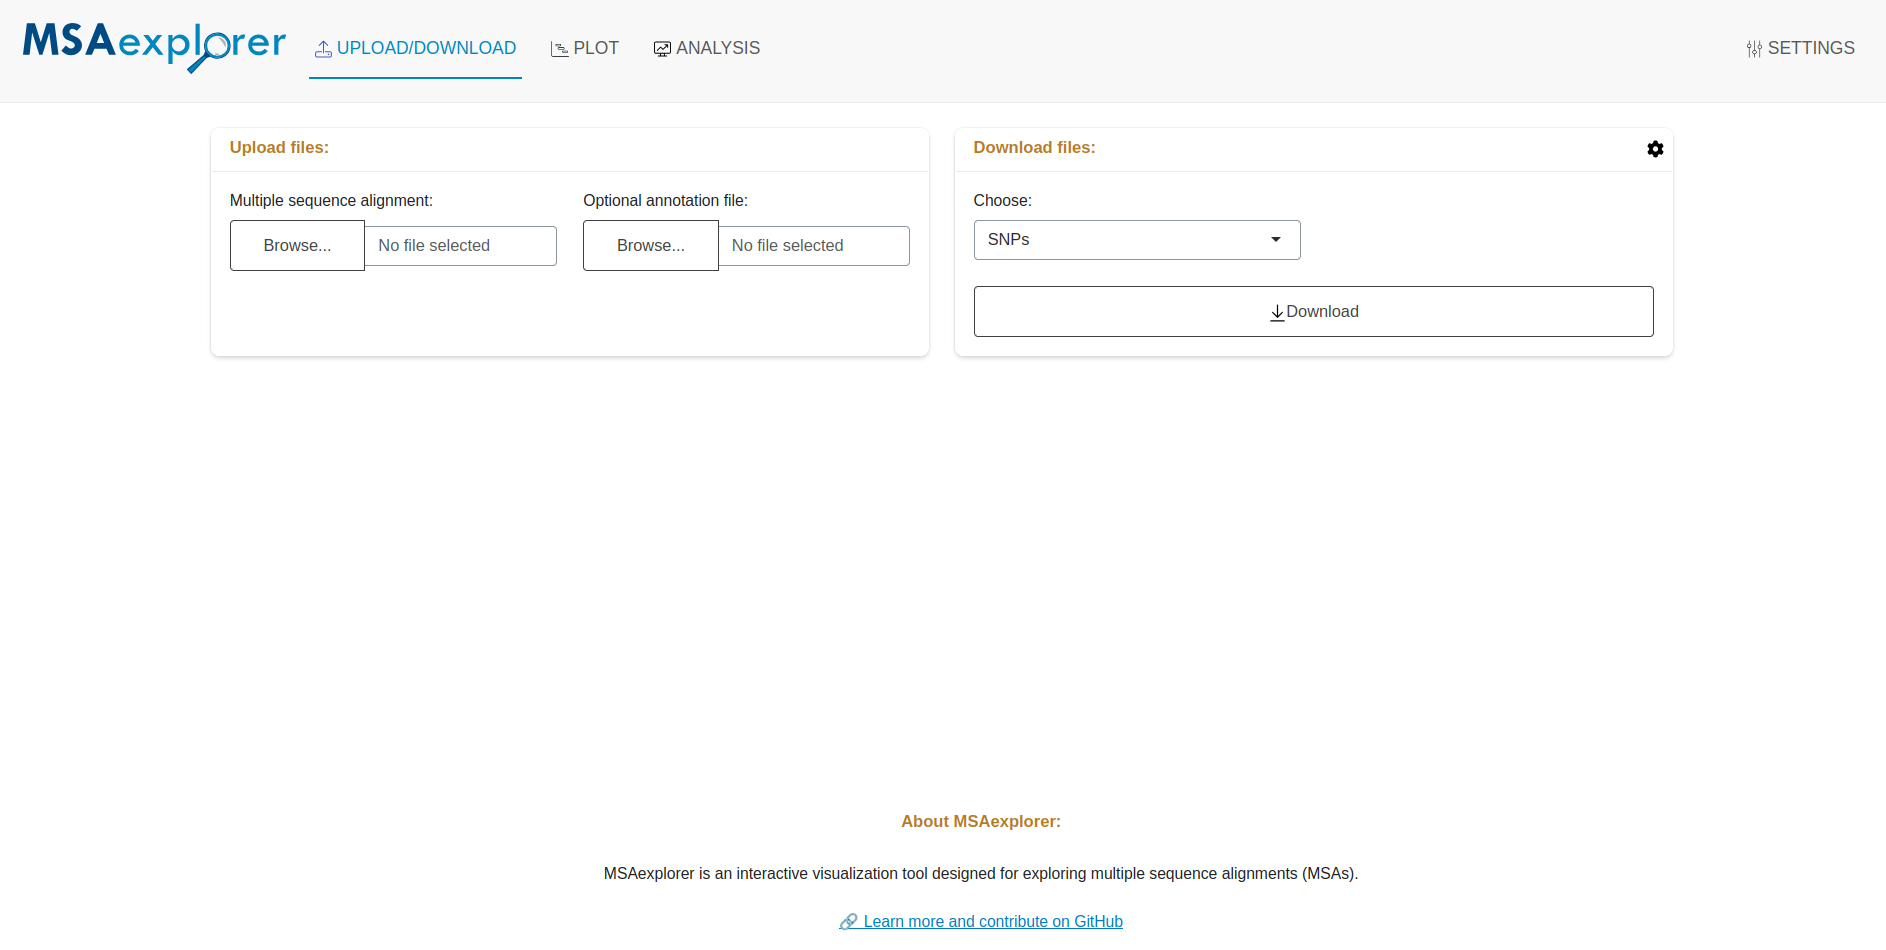 MSAexplorer
UPLOAD/DOWNLOAD
PLOT
ANALYSIS
SETTINGS
Upload files:
Multiple sequence alignment:
Browse...
No file selected
Optional annotation file:
Browse...
No file selected
Download files:
Choose:
SNPs
Download
About MSAexplorer:
MSAexplorer is an interactive visualization tool designed for exploring multiple sequence alignments (MSAs).
🔗 Learn more and contribute on GitHub